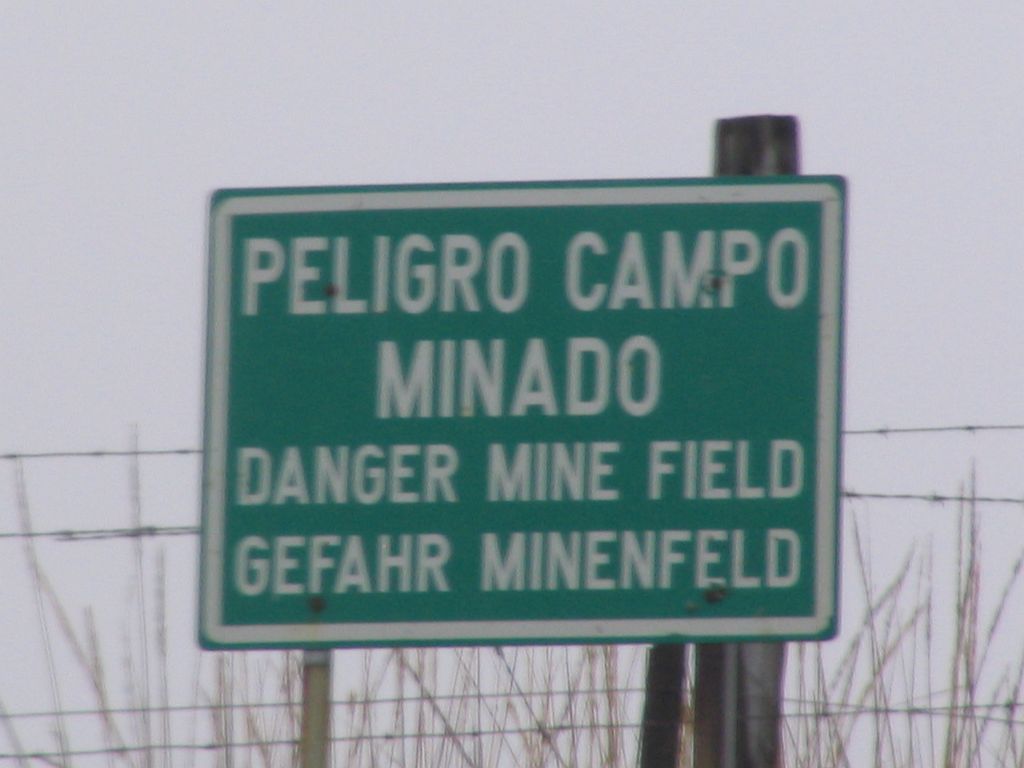 PELIGRO CAMPO
MINADO
DANGER MINE FIELD
GEFAHR MINENFELD